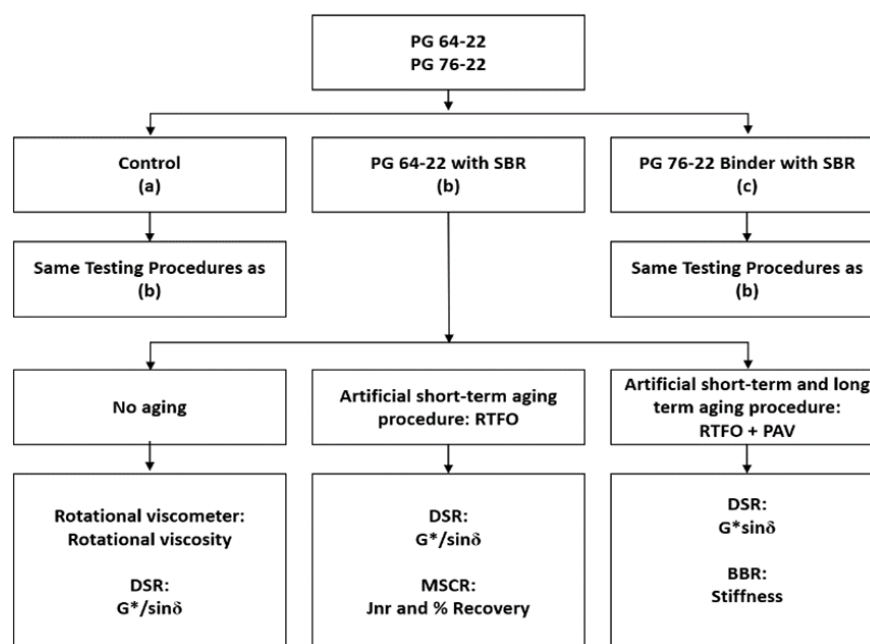 PG 64-22
PG 76-22
Control
(a)
PG 64-22 with SBR
(b)
PG 76-22 Binder with SBR
(c)
Same Testing Procedures as
(b)
Same Testing Procedures as
(b)
No aging
Artificial short-term aging
procedure: RTFO
Artificial short-term and long
term aging procedure:
RTFO + PAV
Rotational viscometer:
Rotational viscosity
DSR:
G*/sinδ
DSR:
G*/sinδ
MSCR:
Jnr and % Recovery
DSR:
G*sinδ
BBR:
Stiffness